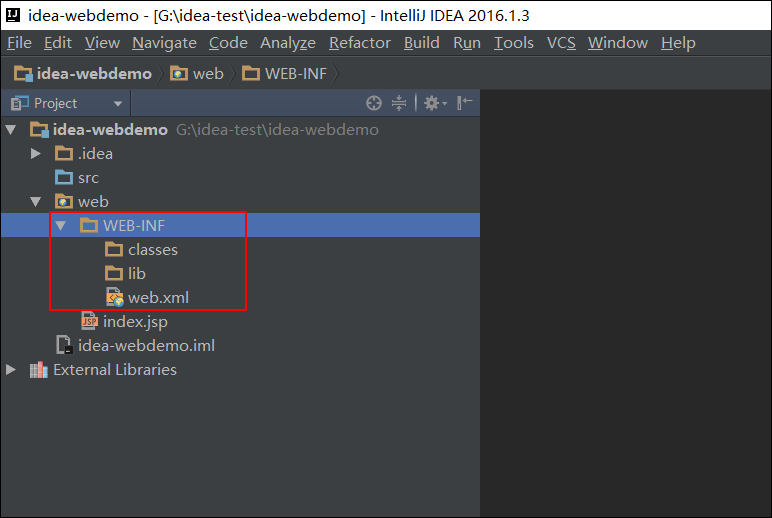 idea-webdemo - [G:\idea-test\idea-webdemo] - IntelliJ IDEA 2016.1.3
File Edit View Navigate Code Analyze Refactor Build Run Tools VCS Window Help
idea-webdemo web WEB-INF
Project
idea-webdemo G:\idea-test\idea-webdemo
.idea
src
web
WEB-INF
classes
lib
web.xml
index.jsp
idea-webdemo.iml
External Libraries